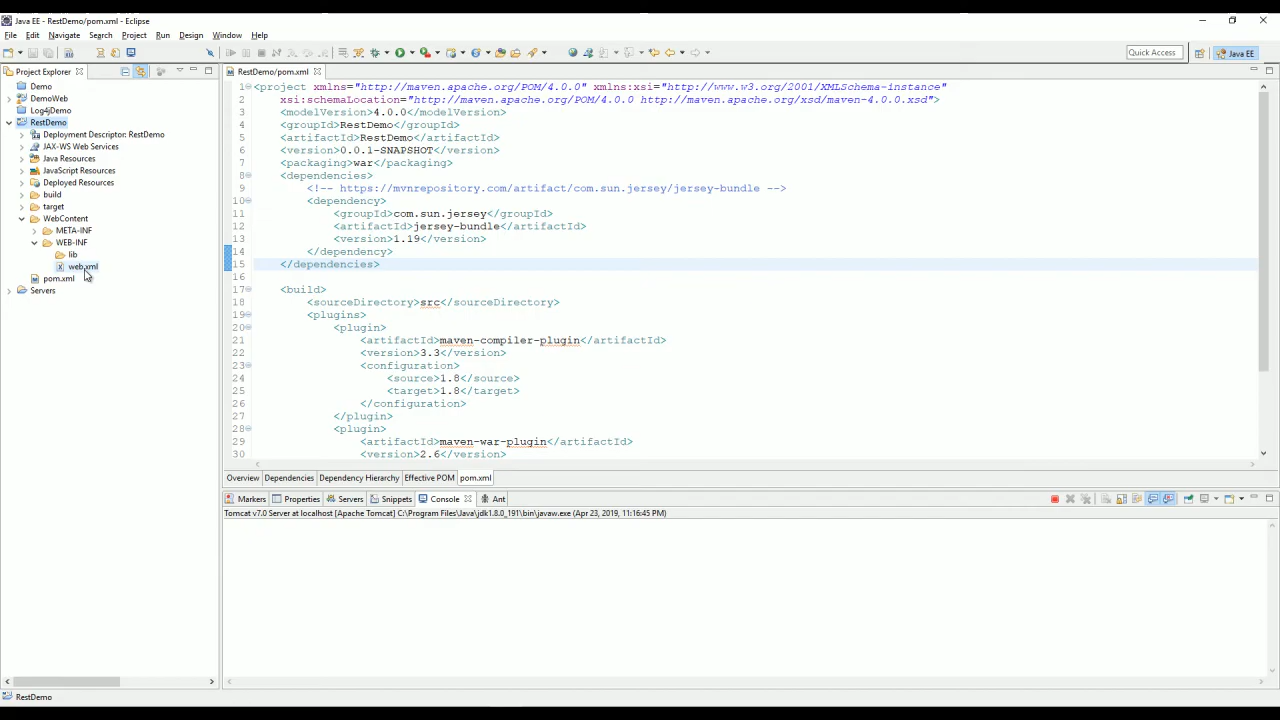 Java EE - RestDemo/pom.xml - Eclipse
File Edit Navigate Search Project Run Design Window Help
Quick Access
Java EE
Project Explorer
RestDemo/pom.xml
Demo
DemoWeb
Log4jDemo
RestDemo
Deployment Descriptor: RestDemo
JAX-WS Web Services
Java Resources
JavaScript Resources
Deployed Resources
build
target
WebContent
META-INF
WEB-INF
lib
web.xml
pom.xml
Servers
1 <project xmlns="http://maven.apache.org/POM/4.0.0" xmlns:xsi="http://www.w3.org/2001/XMLSchema-instance"
2 xsi:schemaLocation="http://maven.apache.org/POM/4.0.0 http://maven.apache.org/xsd/maven-4.0.0.xsd">
3 <modelVersion>4.0.0</modelVersion>
4 <groupId>RestDemo</groupId>
5 <artifactId>RestDemo</artifactId>
6 <version>0.0.1-SNAPSHOT</version>
7 <packaging>war</packaging>
8 <dependencies>
9 <!-- https://mvnrepository.com/artifact/com.sun.jersey/jersey-bundle -->
10 <dependency>
11 <groupId>com.sun.jersey</groupId>
12 <artifactId>jersey-bundle</artifactId>
13 <version>1.19</version>
14 </dependency>
15 </dependencies>
16
17 <build>
18 <sourceDirectory>src</sourceDirectory>
19 <plugins>
20 <plugin>
21 <artifactId>maven-compiler-plugin</artifactId>
22 <version>3.3</version>
23 <configuration>
24 <source>1.8</source>
25 <target>1.8</target>
26 </configuration>
27 </plugin>
28 <plugin>
29 <artifactId>maven-war-plugin</artifactId>
30 <version>2.6</version>
Overview Dependencies Dependency Hierarchy Effective POM pom.xml
Markers Properties Servers Snippets Console Ant
Tomcat v7.0 Server at localhost [Apache Tomcat] C:\Program Files\Java\jdk1.8.0_191\bin\javaw.exe (Apr 23, 2019, 11:16:45 PM)
RestDemo